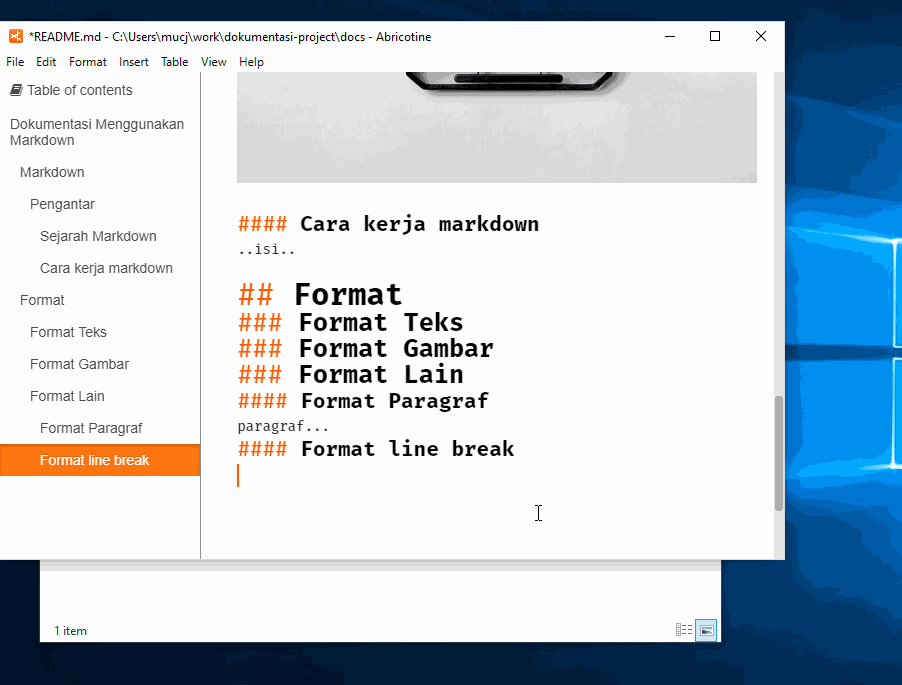 *README.md - C:\Users\mucj\work\dokumentasi-project\docs - Abricotine
File Edit Format Insert Table View Help
Table of contents
Dokumentasi Menggunakan
Markdown
Markdown
Pengantar
Sejarah Markdown
Cara kerja markdown
Format
Format Teks
Format Gambar
Format Lain
Format Paragraf
Format line break
#### Cara kerja markdown
..isi..
## Format
### Format Teks
### Format Gambar
### Format Lain
#### Format Paragraf
paragraf...
#### Format line break
1 item